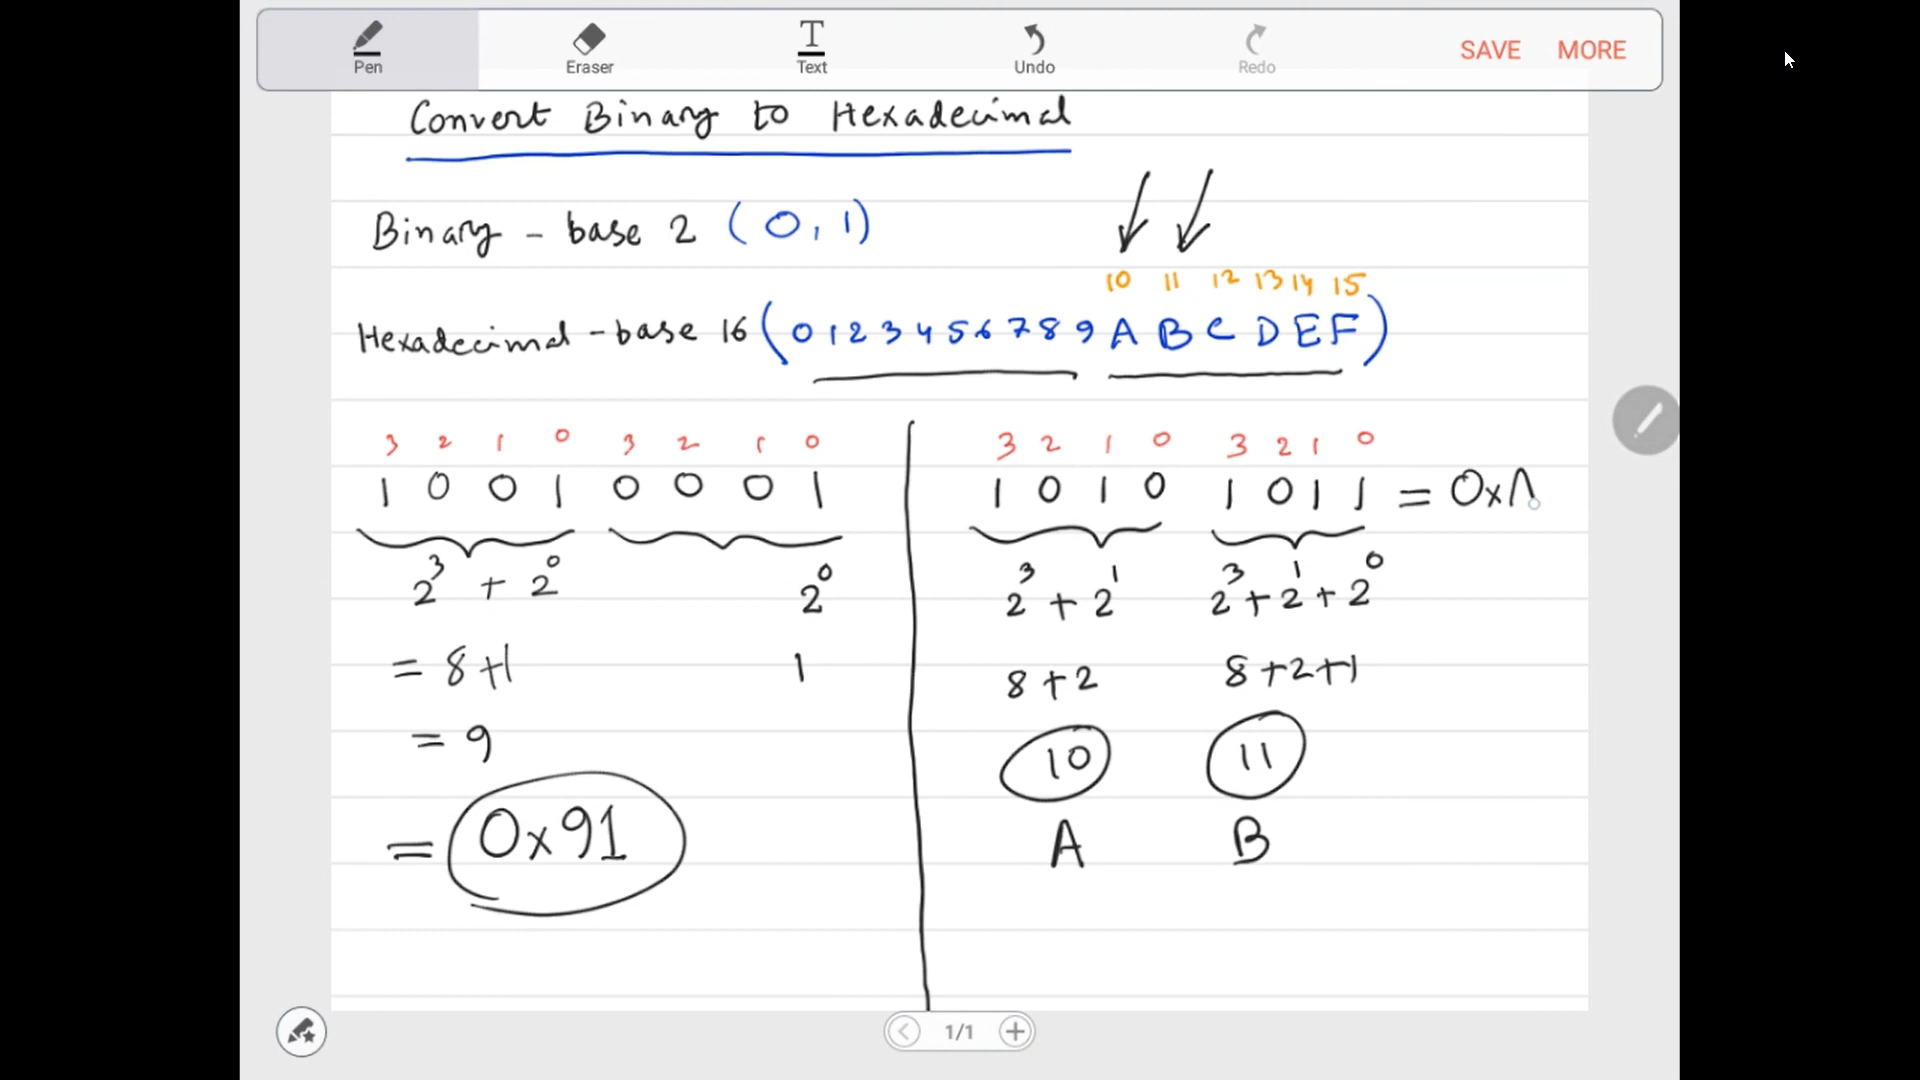 Pen Eraser Text Undo Redo SAVE MORE
Convert Binary to Hexadecimal
Binary - base 2 (0, 1)
10 11 12 13 14 15
Hexadecimal - base 16 (0 1 2 3 4 5 6 7 8 9 A B C D E F)
3 2 1 0 3 2 1 0
1 0 0 1 0 0 0 1
2³ + 2⁰ 2⁰
= 8+1 1
= 9
= 0x91
3 2 1 0 3 2 1 0
1 0 1 0 1 0 1 1 = 0x
2³ + 2¹ 2³ + 2¹ + 2⁰
8+2 8+2+1
10 11
A B
1/1